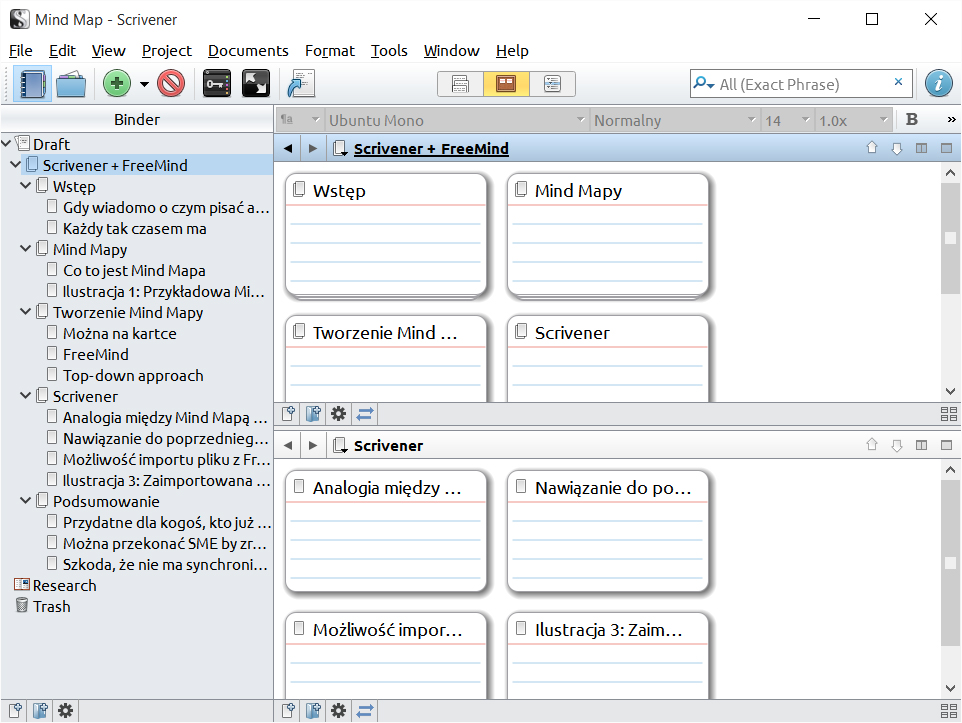 Mind Map - Scrivener
File Edit View Project Documents Format Tools Window Help
All (Exact Phrase)
Binder
Ubuntu Mono Normalny 14 1.0x B »
Draft
Scrivener + FreeMind
Wstęp
Gdy wiadomo o czym pisać a...
Każdy tak czasem ma
Mind Mapy
Co to jest Mind Mapa
Ilustracja 1: Przykładowa Mi...
Tworzenie Mind Mapy
Można na kartce
FreeMind
Top-down approach
Scrivener
Analogia między Mind Mapą ...
Nawiązanie do poprzednieg...
Możliwość importu pliku z Fr...
Ilustracja 3: Zaimportowana ...
Podsumowanie
Przydatne dla kogoś, kto już ...
Można przekonać SME by zr...
Szkoda, że nie ma synchroni...
Research
Trash
Scrivener + FreeMind
Wstęp
Mind Mapy
Tworzenie Mind ...
Scrivener
Scrivener
Analogia między ...
Nawiązanie do po...
Możliwość impor...
Ilustracja 3: Zaim...